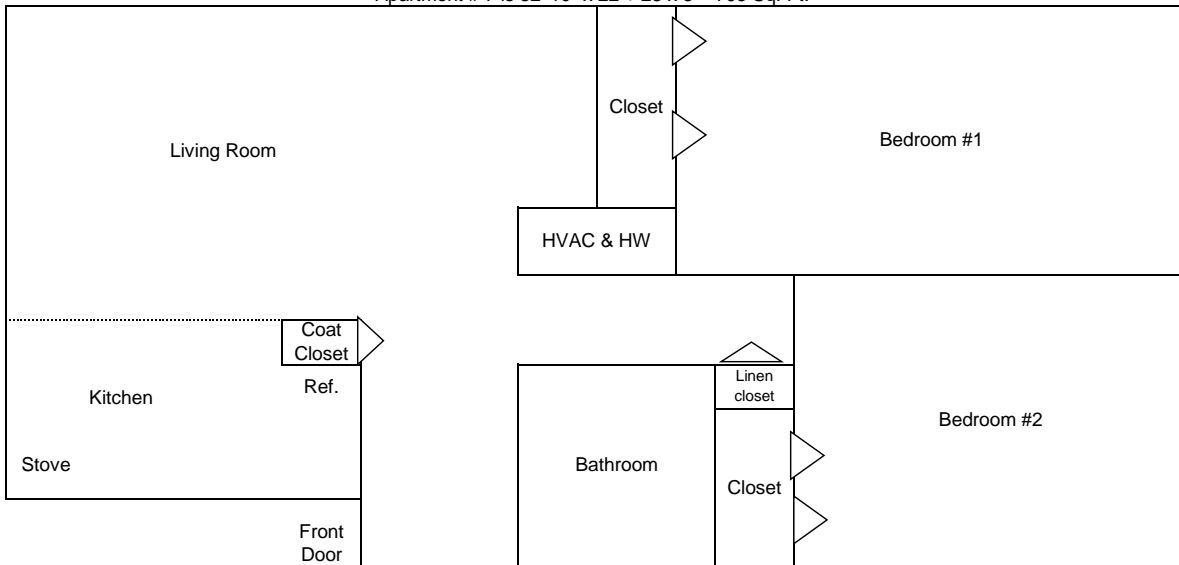 Closet
Living Room
Bedroom #1
HVAC & HW
Coat
Closet
Ref.
Kitchen
Linen
closet
Bedroom #2
Stove
Bathroom
Closet
Front
Door